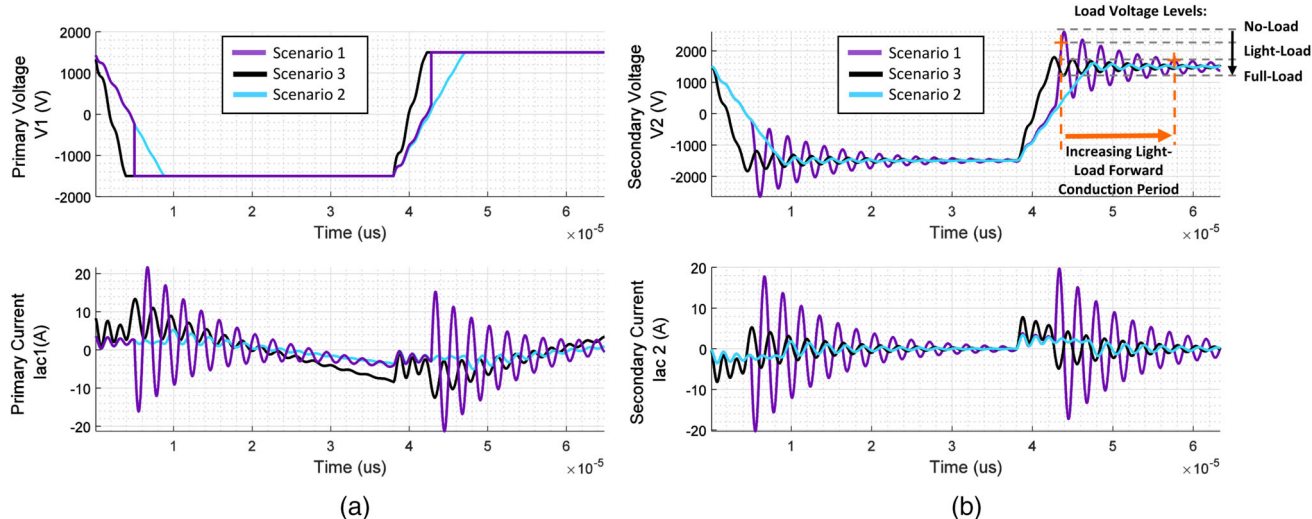 Primary Voltage
V1 (V)
2000
1000
0
-1000
-2000
Scenario 1
Scenario 3
Scenario 2
1
2
3
4
5
6
Time (us)
×10⁻⁵
Primary Current
Iac1(A)
20
10
0
-10
-20
1
2
3
4
5
6
Time (us)
×10⁻⁵
(a)
Secondary Voltage
V2 (V)
2000
1000
0
-1000
-2000
Scenario 1
Scenario 3
Scenario 2
Load Voltage Levels:
No-Load
Light-Load
Full-Load
Increasing Light-
Load Forward
Conduction Period
1
2
3
4
5
6
Time (us)
×10⁻⁵
Secondary Current
Iac 2 (A)
20
10
0
-10
-20
1
2
3
4
5
6
Time (us)
×10⁻⁵
(b)